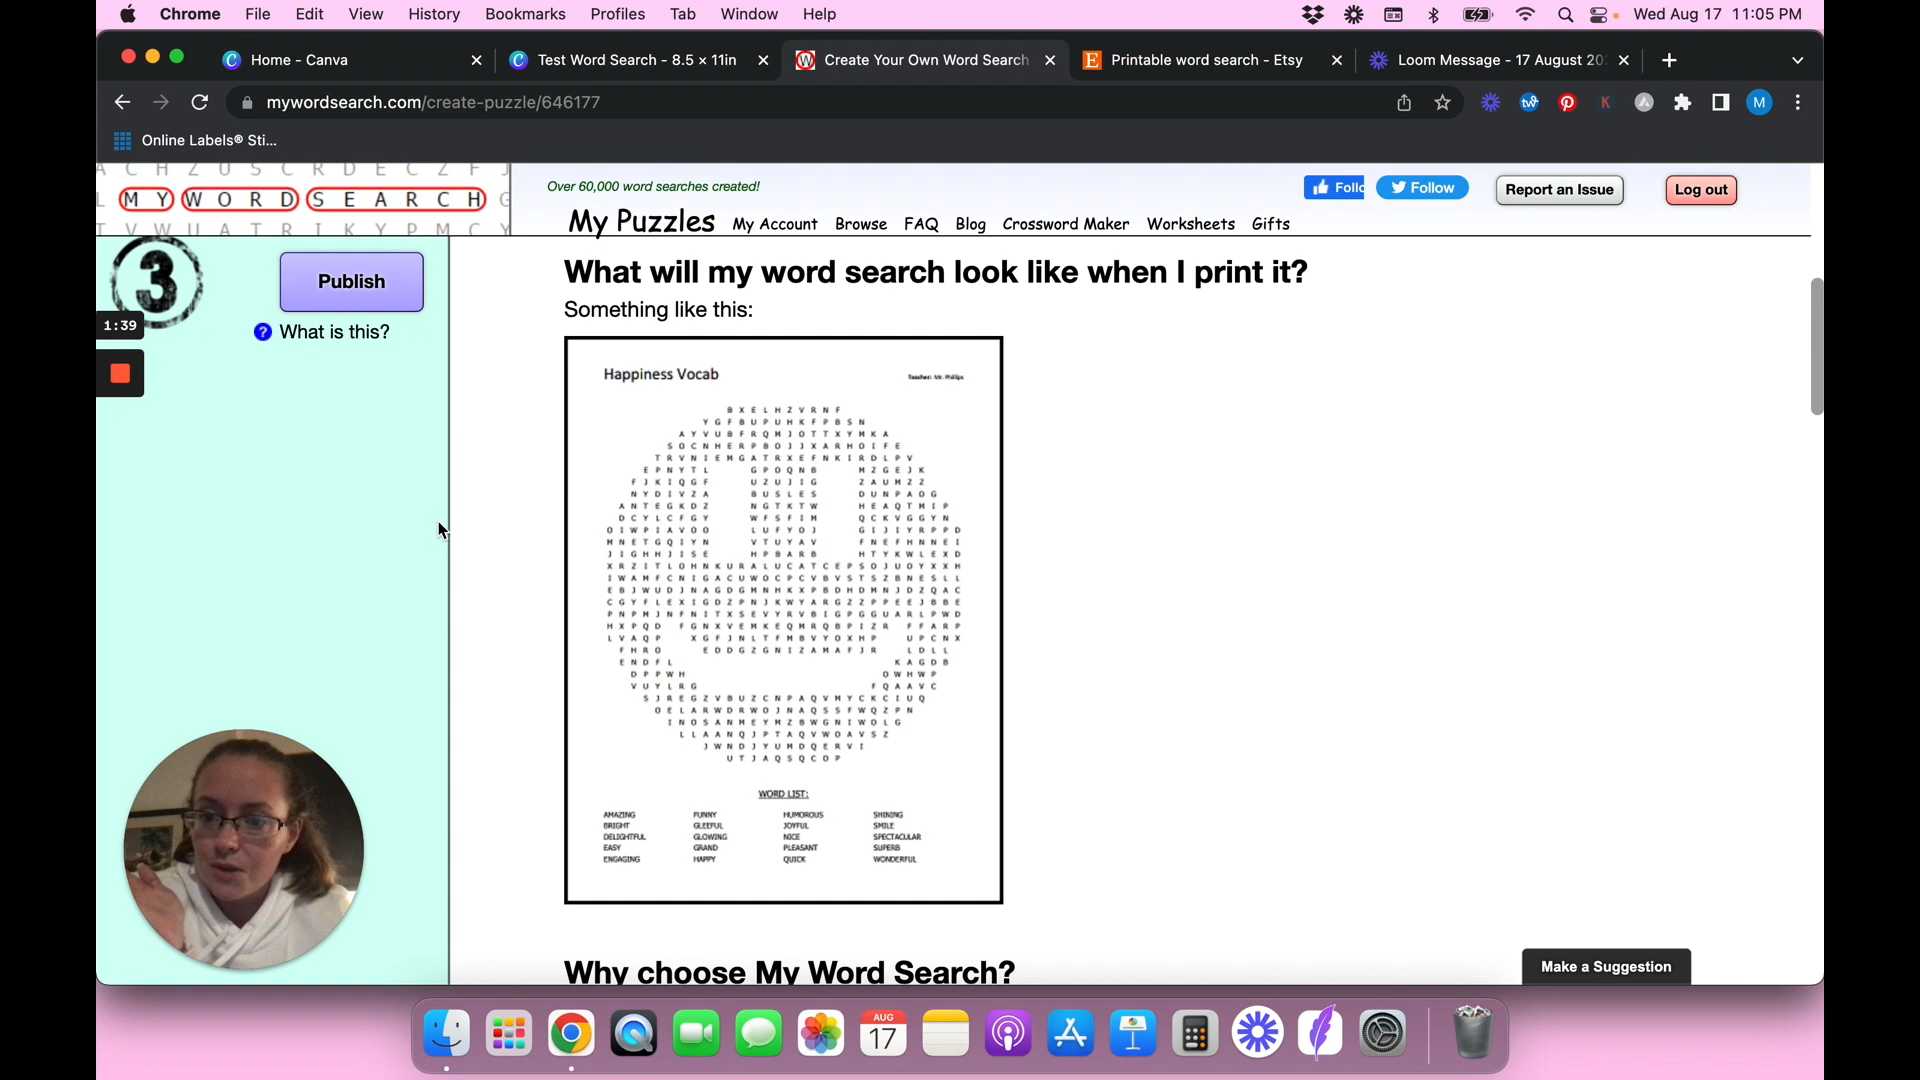 Chrome File Edit View History Bookmarks Profiles Tab Window Help Wed Aug 17 11:05 PM
Home - Canva Test Word Search - 8.5 × 11in Create Your Own Word Search Printable word search - Etsy Loom Message - 17 August 20
mywordsearch.com/create-puzzle/646177
Online Labels® Sti...
A C H Z U S C R D E C Z F J
L M Y W O R D S E A R C H G
T V W U A T R I K Y P M C Y
Over 60,000 word searches created!
Follow
Report an Issue
Log out
My Puzzles My Account Browse FAQ Blog Crossword Maker Worksheets Gifts
3
Publish
1:39
What is this?
What will my word search look like when I print it?
Something like this:
Happiness Vocab
Teacher: Mr. Phillips
B X E L H Z V R N F
Y G F B U P U H K F P B S N
A Y V U B F R Q M J O T T X Y M K A
S O C N H E R P B O J J X A R H O I F E
T R V N I E M G A T R X E F N K I R D L P V
E P N Y T L G P O Q N B M Z G E J K
F J K I Q G F U Z U J I G Z A U M Z Z
N Y D I V Z A B U S L E S D U N P A O G
A N T E G K D Z N G T K T W H E A Q T M I P
D C Y L C F G Y W F S F I M Q C K V G G Y N
O I W P I A V O O L U F Y O J G I J I Y R P P D
M N E T G Q I Y N V T U Y A V F N E F H N N E I
J I G H H J I S E H P B A R B H T Y K W L E X D
X R Z I T L O H N K U R A L U C A T C E P S O J U O Y X X H
I W A M F C N I G A C U W O C P C V B V S T S Z B N E S L L
E B J W U D J N A G D G M N H K X P B D H D M N J D Z Q A C
C G Y F L E X I G D Z P N J K W Y A R G Z Z P P E E J B B E
P N P M J N F N I T X S E V Y R V B I G P G G U A R L P W D
H X P Q D F G N X V E M K E Q M R Q B P I Z R F F A R P
L V A Q P X G F J N L T F M B V Y O X H P U P C N X
F H R O E D D G Z G N I Z A M A F J R L D L L
E N D F L K A G D B
D P P W H O W H W P
V U Y L R G F Q A A V C
S J R E G Z V B U Z C N P A Q V M Y C K C I U Q
O E L A R W D R W O J N A Q S S F W Q Z P N
I N O S A N M E Y M Z B W G N I W O L G
L L A A N Q J P T A Q V W O A V S Z
J W N D J Y U M D Q E R V I
U T J A Q S Q C O P
WORD LIST:
AMAZING FUNNY HUMOROUS SHINING
BRIGHT GLEEFUL JOYFUL SMILE
DELIGHTFUL GLOWING NICE SPECTACULAR
EASY GRAND PLEASANT SUPERB
ENGAGING HAPPY QUICK WONDERFUL
Why choose My Word Search?
Make a Suggestion
AUG
17